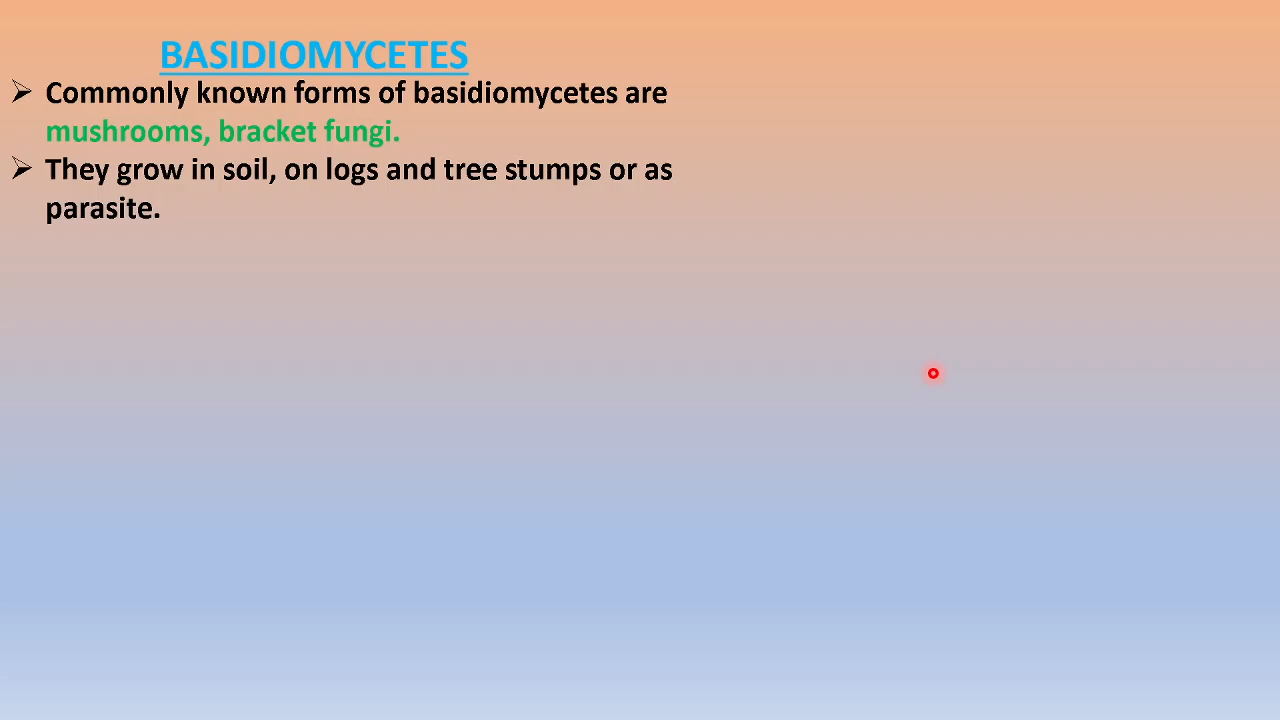 BASIDIOMYCETES
➢ Commonly known forms of basidiomycetes are
mushrooms, bracket fungi.
➢ They grow in soil, on logs and tree stumps or as
parasite.